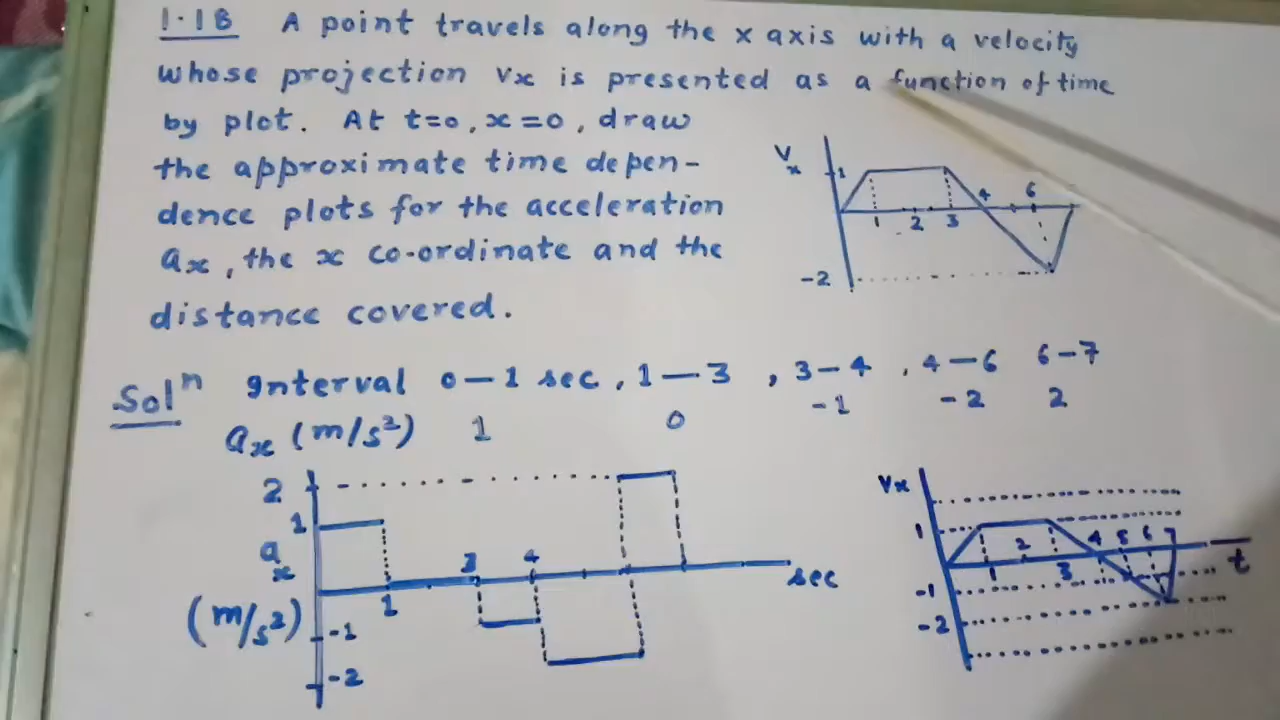 1.18 A point travels along the x axis with a velocity
whose projection Vx is presented as a function of time
by plot. At t=0, x=0, draw
the approximate time depen-
dence plots for the acceleration
ax, the x co-ordinate and the
distance covered.
Vx
1
1 2 3 4 6
-2
Solⁿ Interval 0-1 sec, 1-3, 3-4, 4-6 6-7
ax (m/s²) 1 0 -1 -2 2
2
1
ax
(m/s²)
1 3 4 sec
-1
-2
Vx
1
1 2 3 4 5 6 7 t
-1
-2